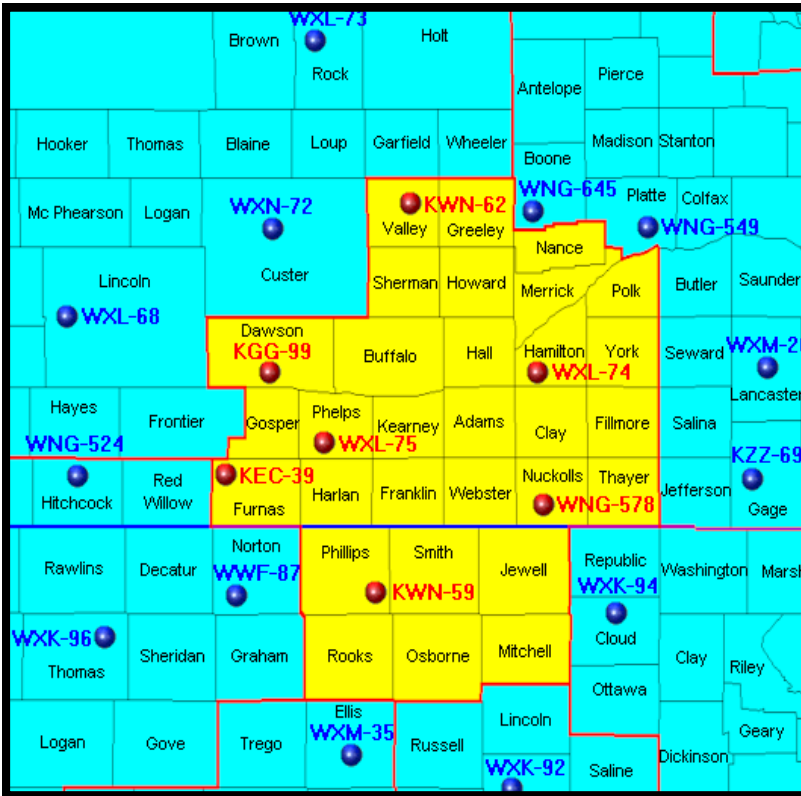 WXL-73
Brown
Holt
Rock
Pierce
Antelope
Hooker
Thomas
Blaine
Loup
Garfield
Wheeler
Madison
Stanton
Boone
Mc Phearson
Logan
WXN-72
KWN-62
WNG-645
Platte
Colfax
Valley
Greeley
WNG-549
Nance
Lincoln
Custer
Sherman
Howard
Merrick
Polk
Butler
Saunder
WXL-68
Dawson
KGG-99
Buffalo
Hall
Hamilton
York
Seward
WXM-20
WXL-74
Lancaster
Hayes
Frontier
Gosper
Phelps
Kearney
Adams
Clay
Fillmore
Salina
WNG-524
WXL-75
KZZ-69
Hitchcock
Red
Willow
KEC-39
Furnas
Harlan
Franklin
Webster
Nuckolls
Thayer
WNG-578
Jefferson
Gage
Rawlins
Decatur
Norton
WWF-87
Phillips
Smith
Jewell
KWN-59
Republic
WXK-94
Washington
Marsh
WXK-96
Thomas
Sheridan
Graham
Rooks
Osborne
Mitchell
Cloud
Clay
Riley
Ottawa
Logan
Gove
Trego
Ellis
WXM-35
Russell
Lincoln
WXK-92
Saline
Dickinson
Geary